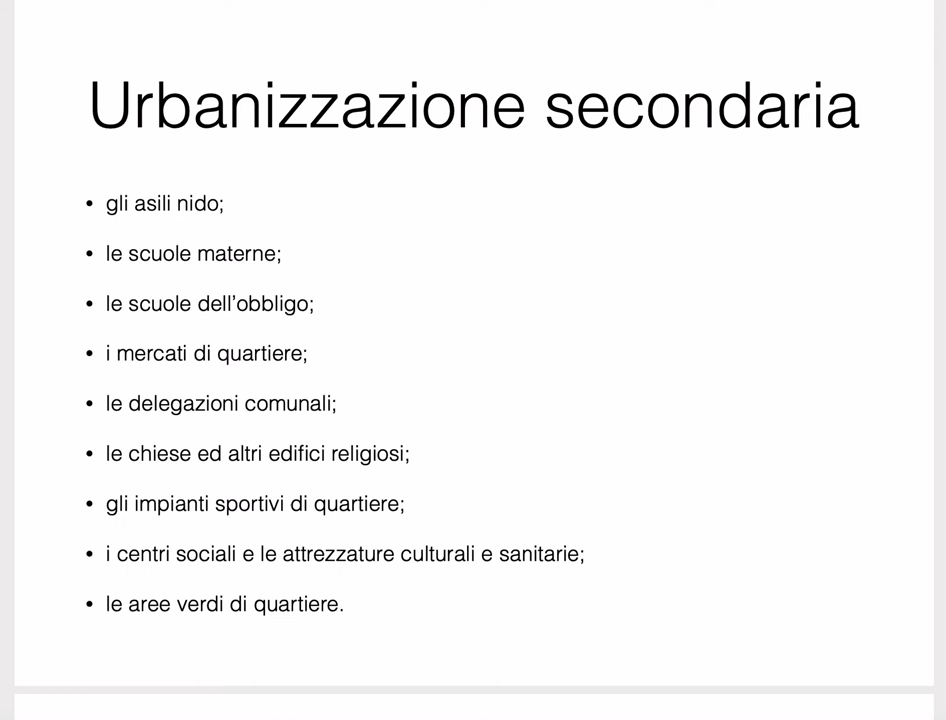 Urbanizzazione secondaria
• gli asili nido;
• le scuole materne;
• le scuole dell’obbligo;
• i mercati di quartiere;
• le delegazioni comunali;
• le chiese ed altri edifici religiosi;
• gli impianti sportivi di quartiere;
• i centri sociali e le attrezzature culturali e sanitarie;
• le aree verdi di quartiere.